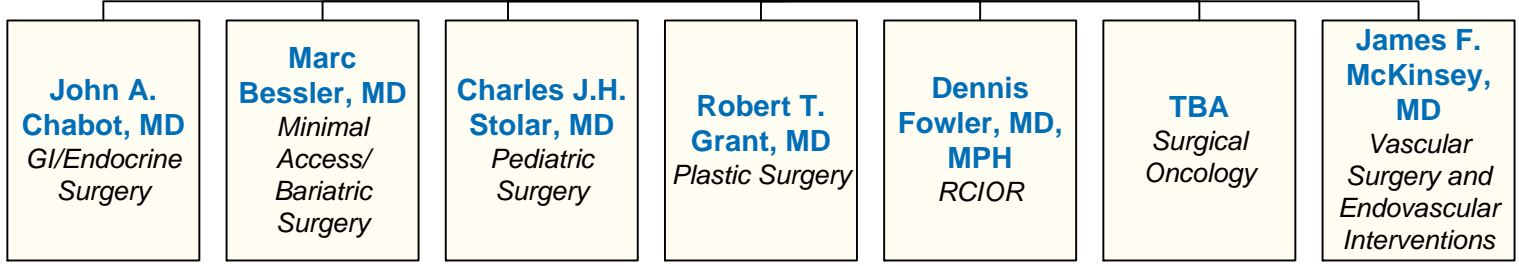 John A.
Chabot, MD
GI/Endocrine
Surgery
Marc
Bessler, MD
Minimal
Access/
Bariatric
Surgery
Charles J.H.
Stolar, MD
Pediatric
Surgery
Robert T.
Grant, MD
Plastic Surgery
Dennis
Fowler, MD,
MPH
RCIOR
TBA
Surgical
Oncology
James F.
McKinsey,
MD
Vascular
Surgery and
Endovascular
Interventions